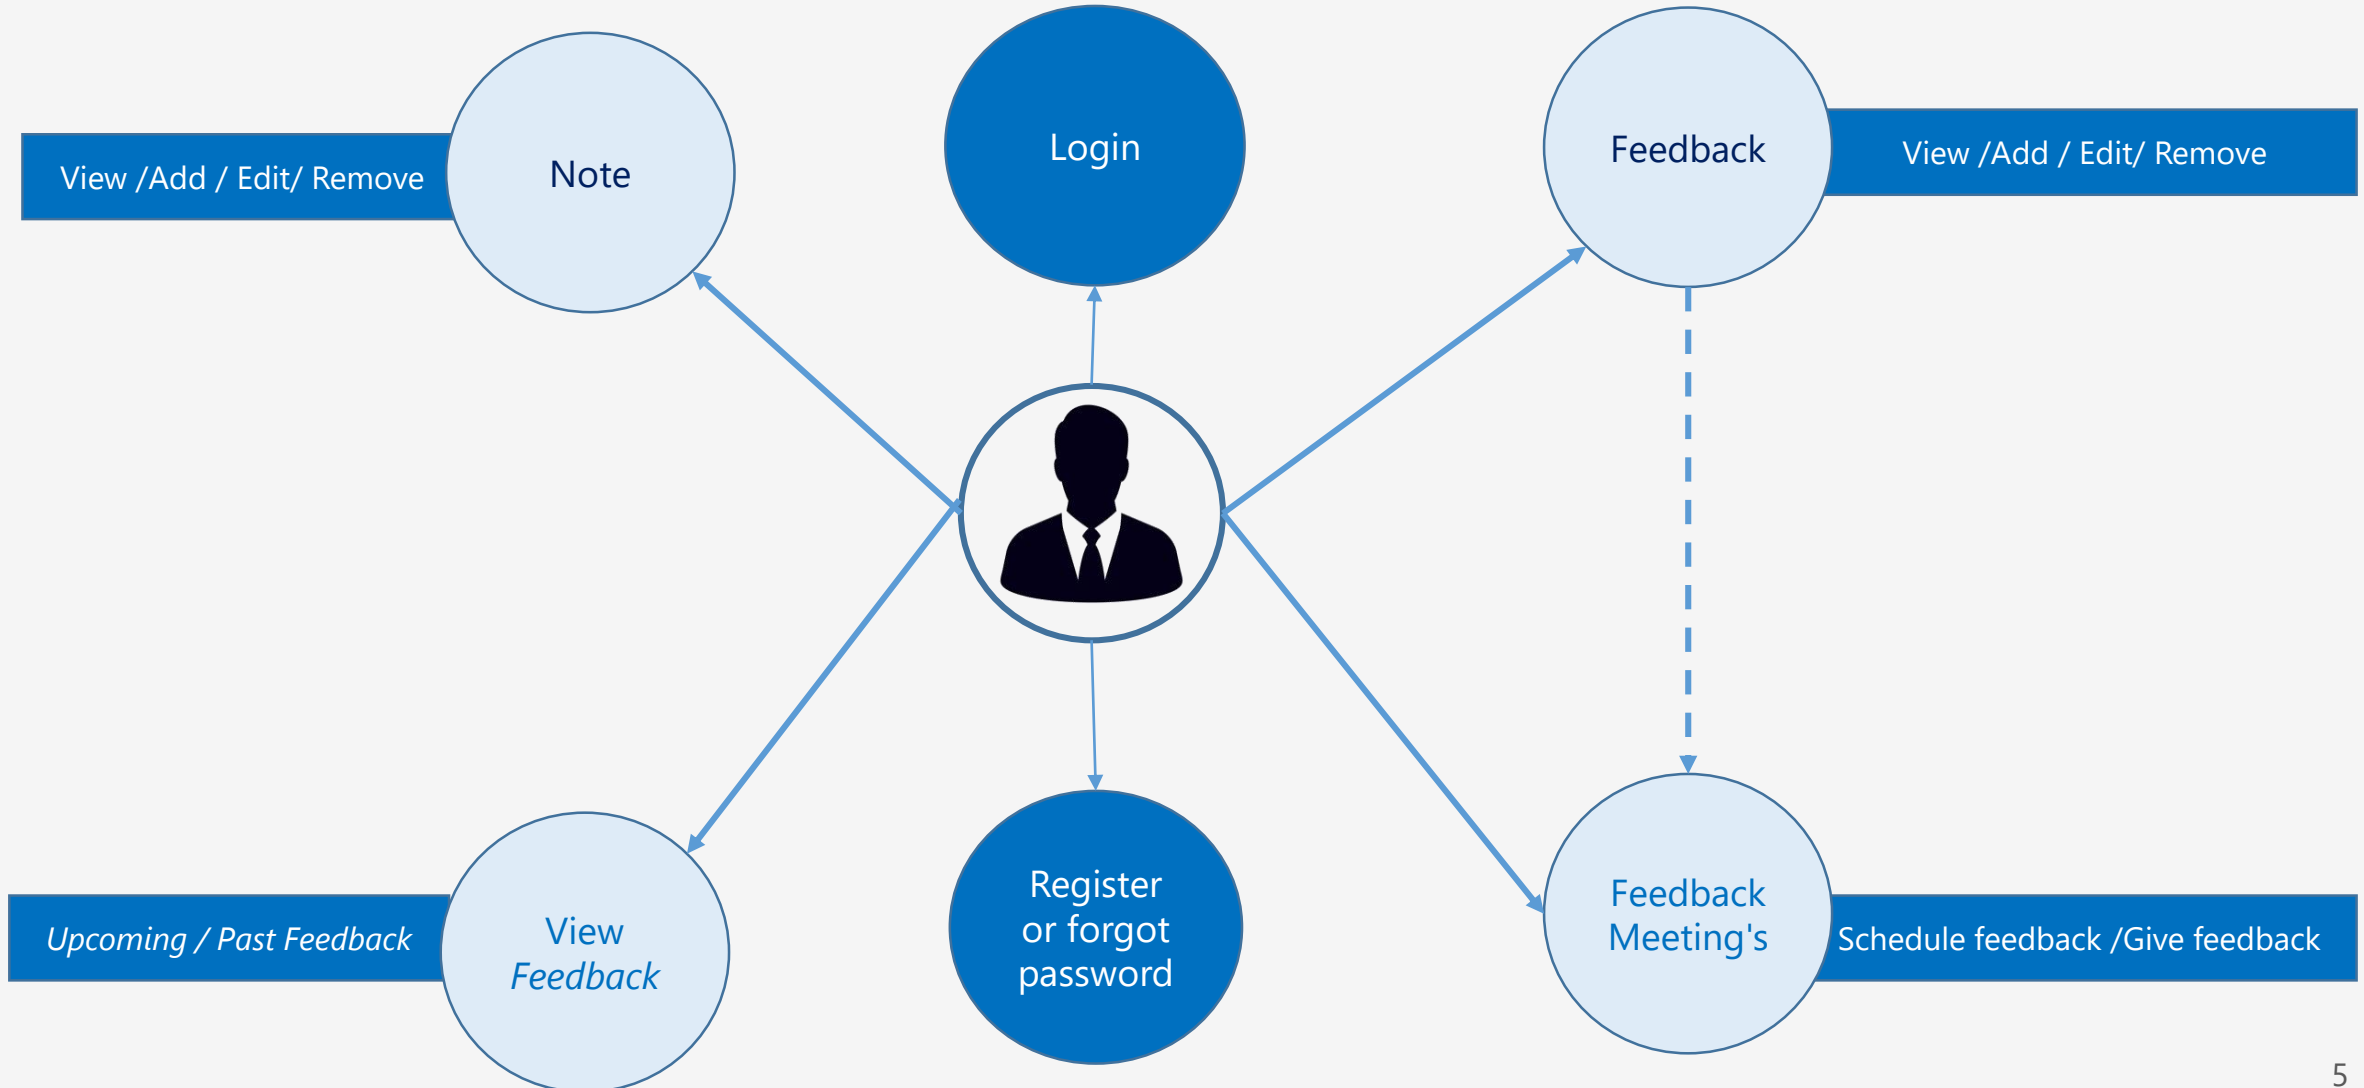 View /Add / Edit/ Remove
Note
Login
Feedback
View /Add / Edit/ Remove
Upcoming / Past Feedback
View
Feedback
Register
or forgot
password
Feedback
Meeting's
Schedule feedback /Give feedback
5